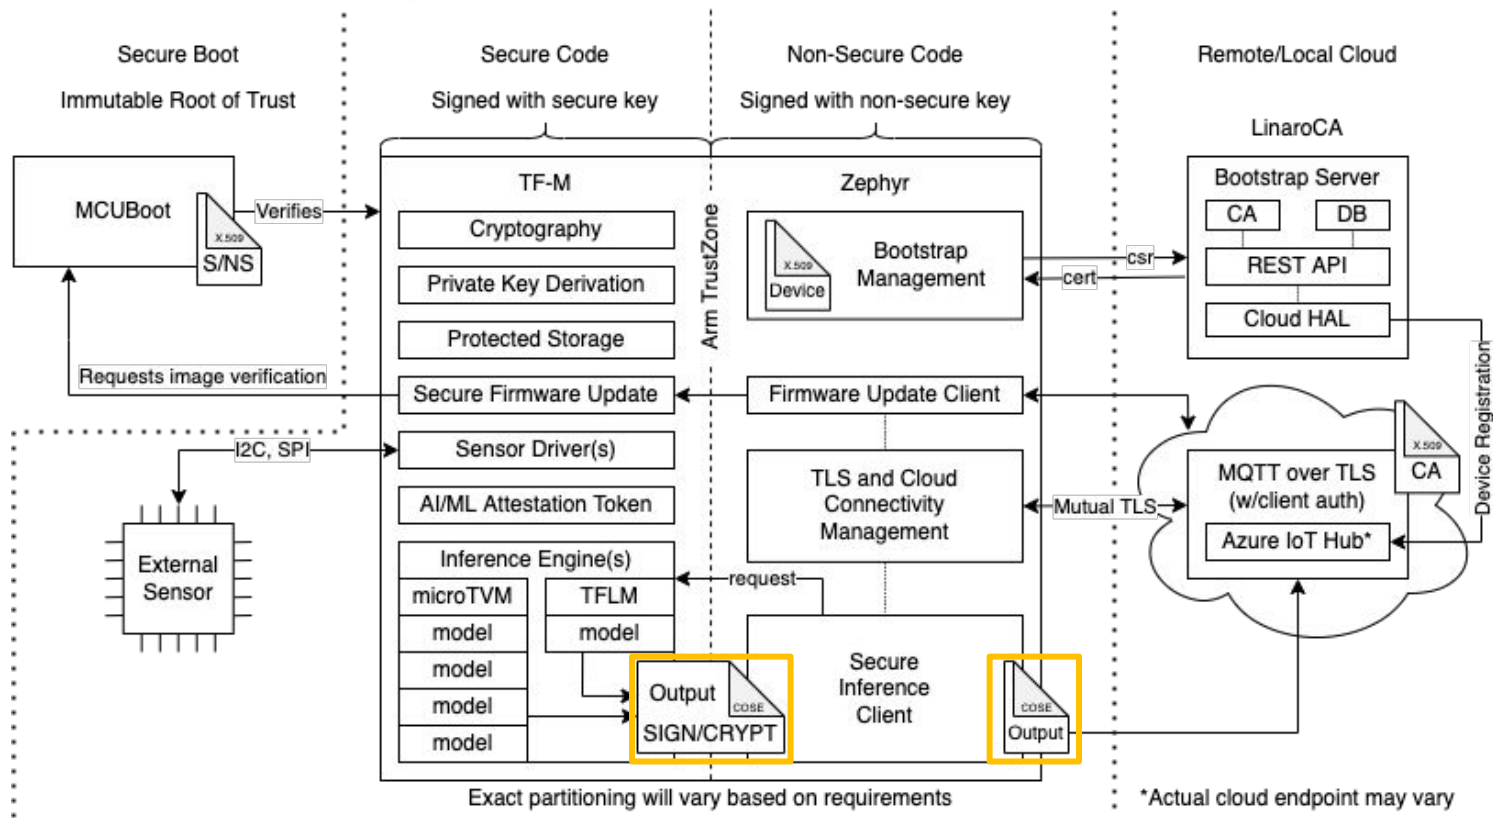 Secure Boot
Immutable Root of Trust
MCUBoot
X.509
S/NS
Verifies
Requests image verification
I2C, SPI
External
Sensor
Secure Code
Signed with secure key
TF-M
Cryptography
Private Key Derivation
Protected Storage
Secure Firmware Update
Sensor Driver(s)
AI/ML Attestation Token
Inference Engine(s)
microTVM
model
model
model
model
TFLM
model
Output
COSE
SIGN/CRYPT
Arm TrustZone
Non-Secure Code
Signed with non-secure key
Zephyr
X.509
Device
Bootstrap
Management
Firmware Update Client
TLS and Cloud
Connectivity
Management
request
Secure
Inference
Client
COSE
Output
Exact partitioning will vary based on requirements
csr
cert
Mutual TLS
Remote/Local Cloud
LinaroCA
Bootstrap Server
CA
DB
REST API
Cloud HAL
Device Registration
X.509
CA
MQTT over TLS
(w/client auth)
Azure IoT Hub*
*Actual cloud endpoint may vary